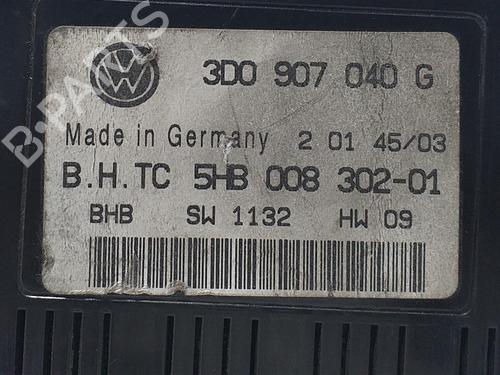 3D0 907 040 G
Made in Germany 2 01 45/03
B.H.TC 5HB 008 302-01
BHB SW 1132 HW 09
B-PARTS